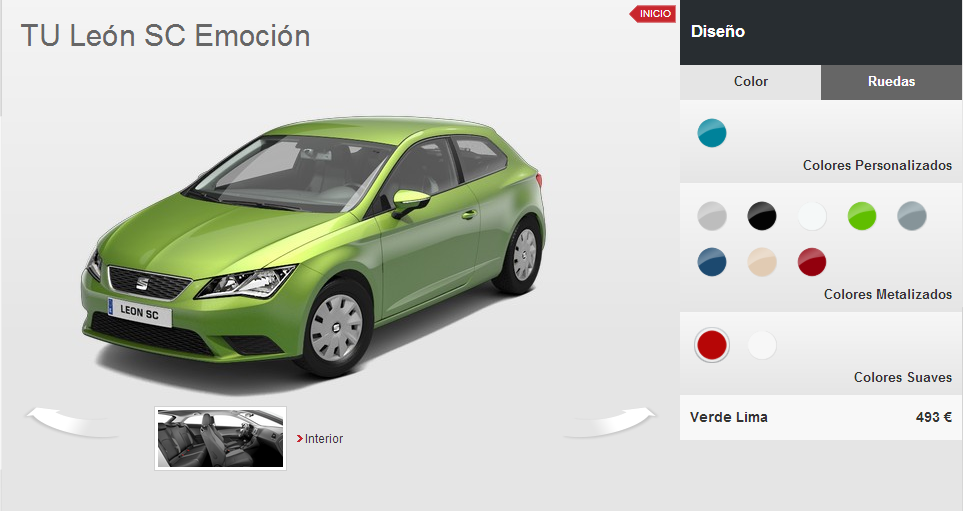 TU León SC Emoción
INICIO
Diseño
Color
Ruedas
Colores Personalizados
Colores Metalizados
Colores Suaves
Verde Lima 493 €
LEON SC
Interior